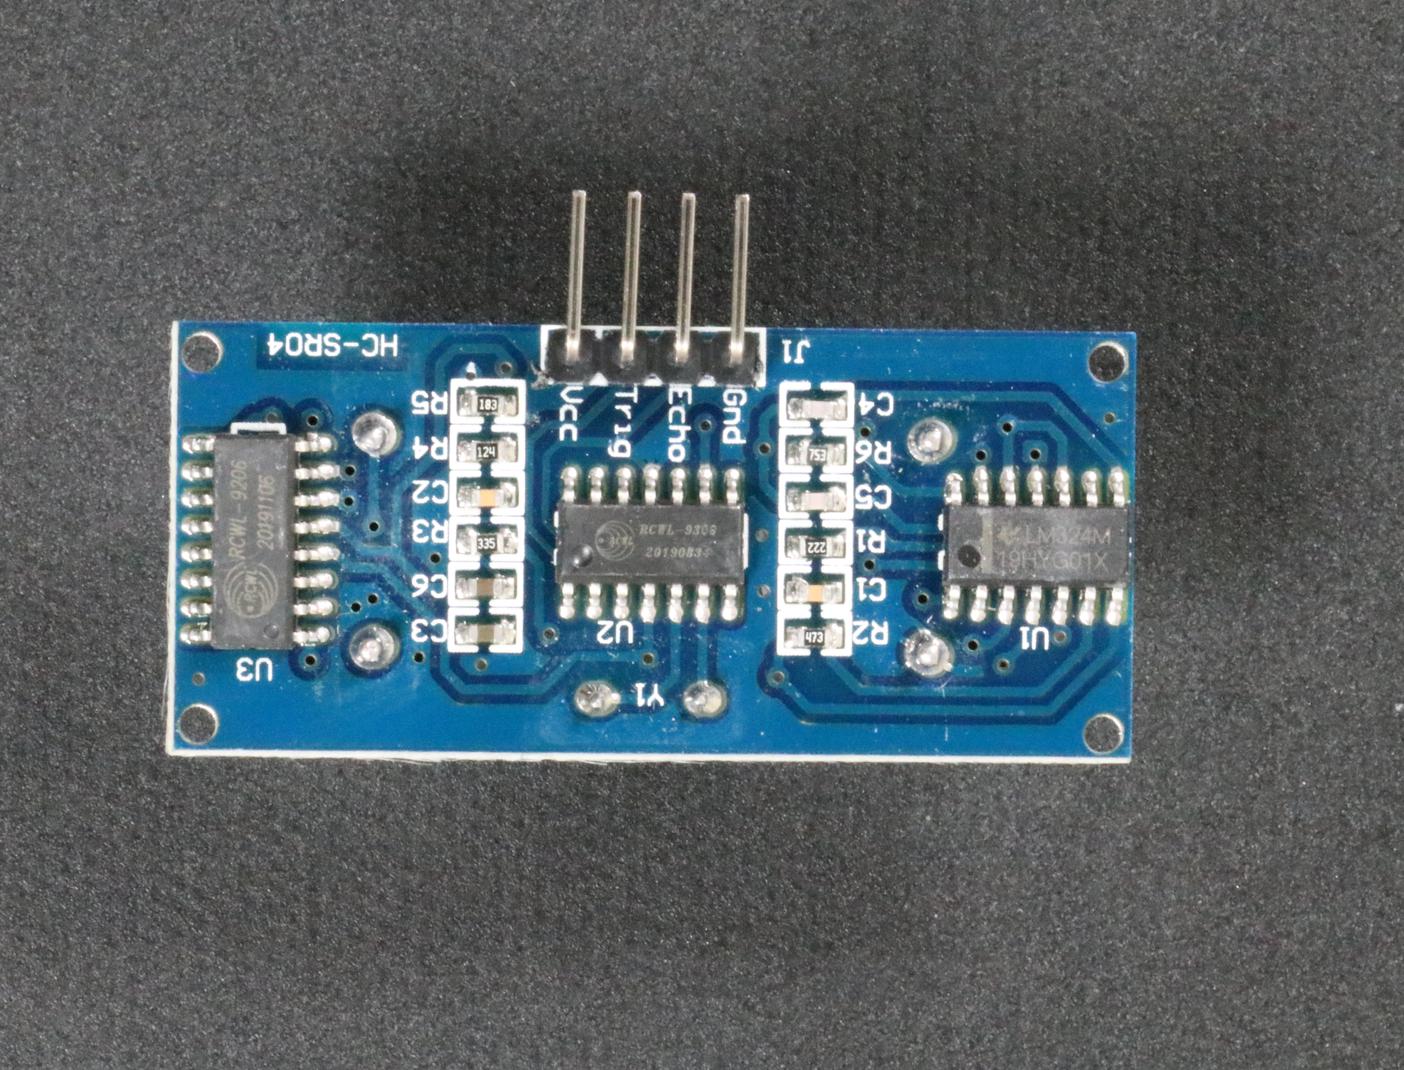 HC-SR04
J1
Vcc
Trig
Echo
Gnd
R5
183
R4
124
C2
R3
335
C6
C3
C4
R6
753
C5
R1
222
C1
R2
473
RCWL-9206
RCWL
U3
RCWL
U2
LM324M
19HYG01X
U1
Y1